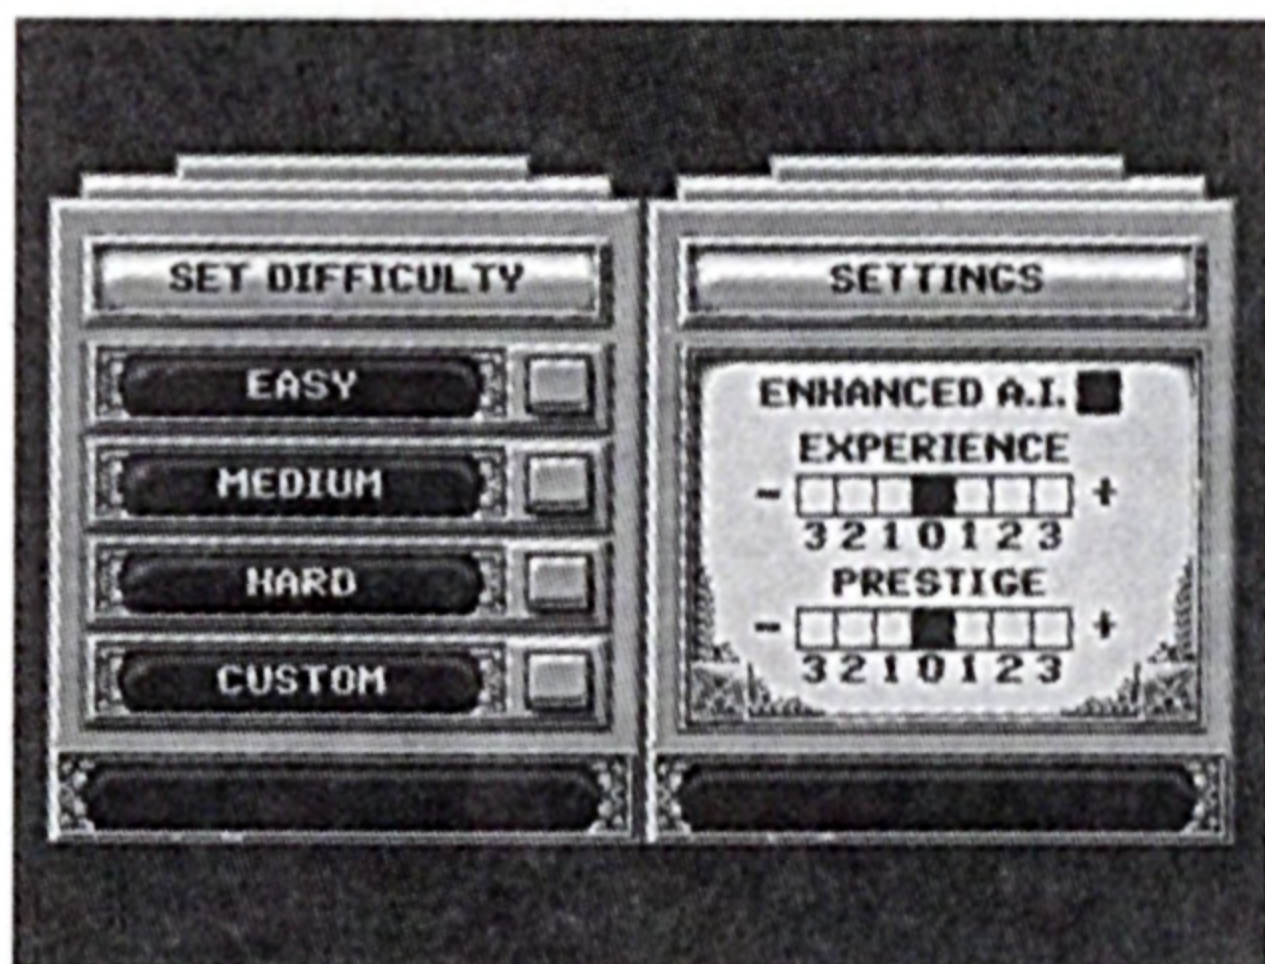 SET DIFFICULTY
EASY
MEDIUM
HARD
CUSTOM
SETTINGS
ENHANCED A.I.
EXPERIENCE
- +
3 2 1 0 1 2 3
PRESTIGE
- +
3 2 1 0 1 2 3